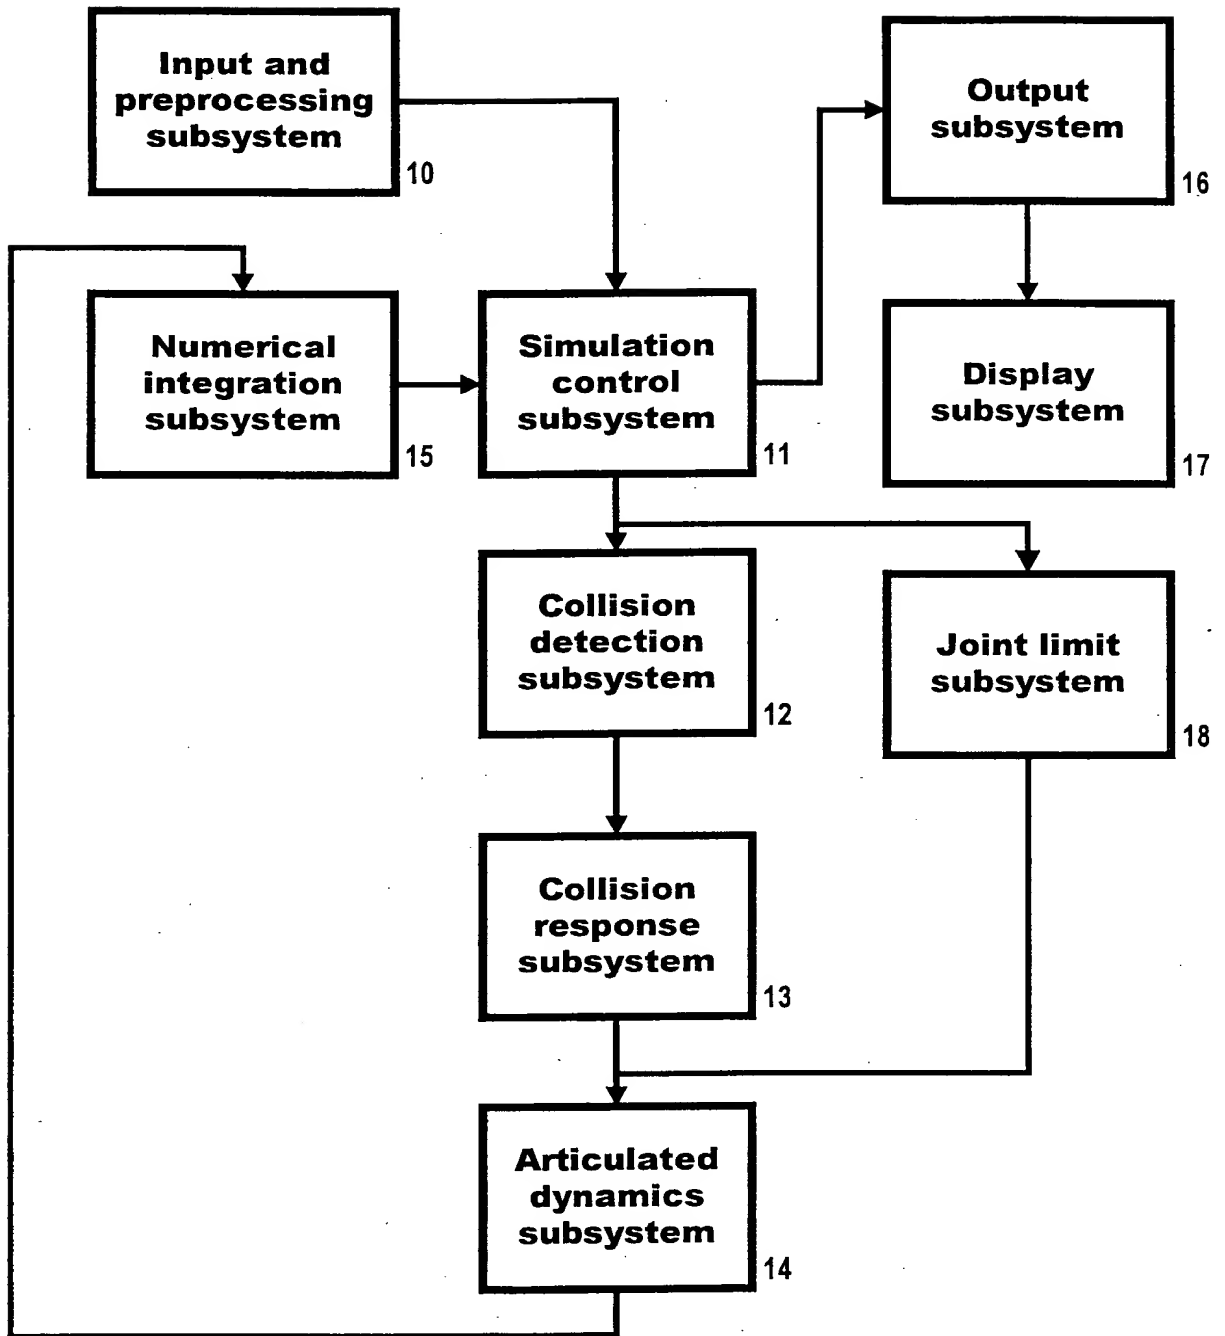 Input and
preprocessing
subsystem
10
Output
subsystem
16
Numerical
integration
subsystem
15
Simulation
control
subsystem
11
Display
subsystem
17
Collision
detection
subsystem
12
Joint limit
subsystem
18
Collision
response
subsystem
13
Articulated
dynamics
subsystem
14